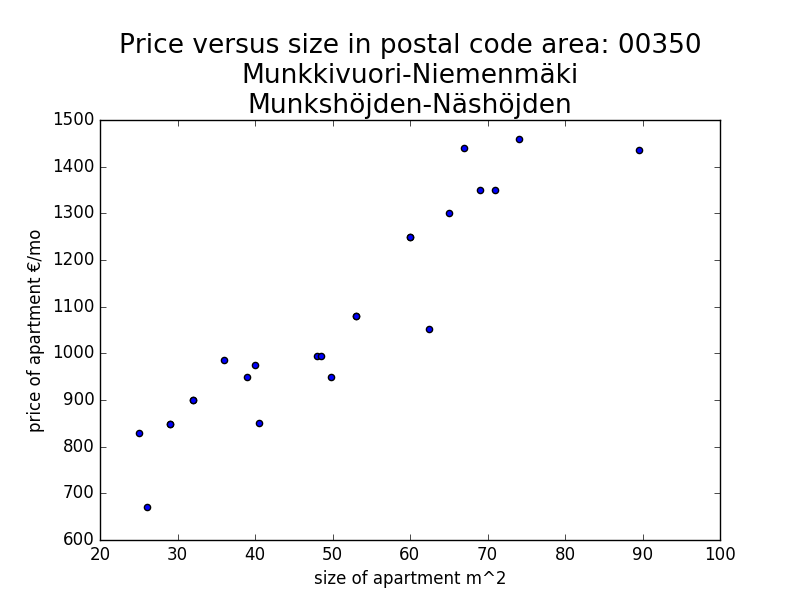 Price versus size in postal code area: 00350
Munkkivuori-Niemenmäki
Munkshöjden-Näshöjden
1500
1400
1300
1200
1100
1000
900
800
700
600
price of apartment €/mo
20 30 40 50 60 70 80 90 100
size of apartment m^2